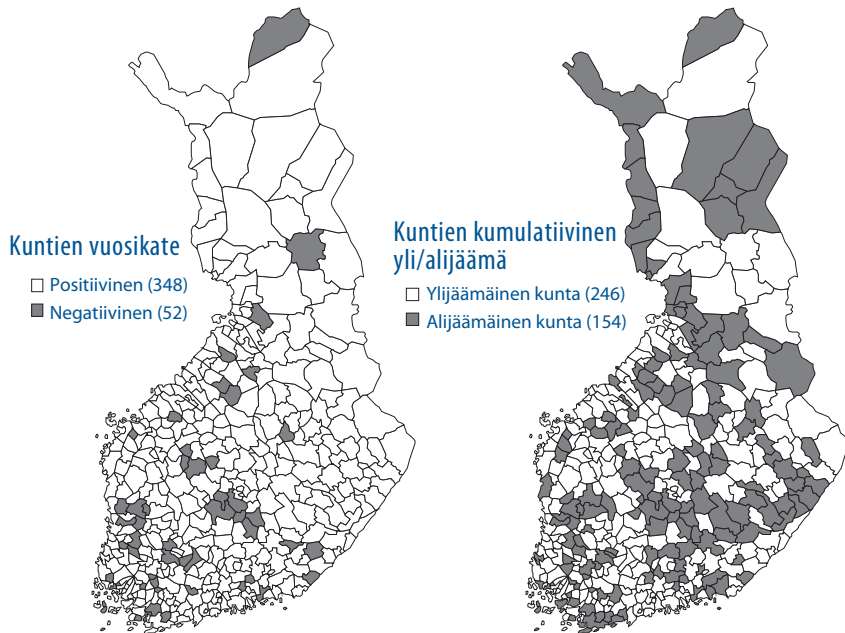 Kuntien vuosikate
Positiivinen (348)
Negatiivinen (52)
Kuntien kumulatiivinen
yli/alijäämä
Ylijäämäinen kunta (246)
Alijäämäinen kunta (154)